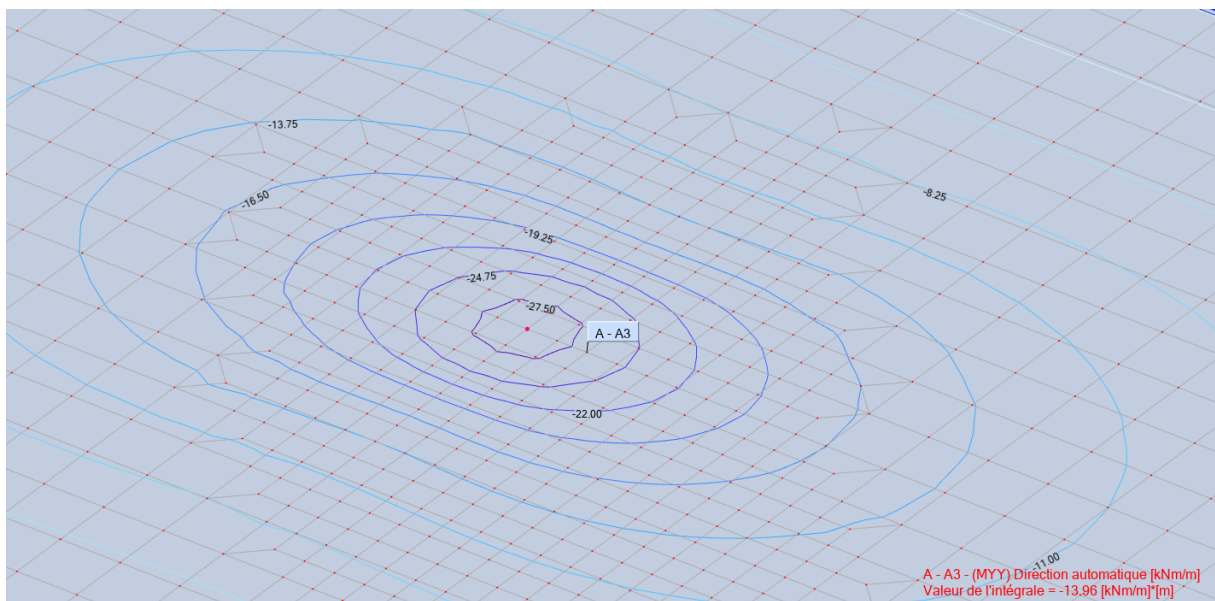 -13.75
-8.25
-16.50
-19.25
-24.75
-27.50
A - A3
-22.00
-11.00
A - A3 - (MYY) Direction automatique [kNm/m]
Valeur de l'intégrale = -13.96 [kNm/m]*[m]